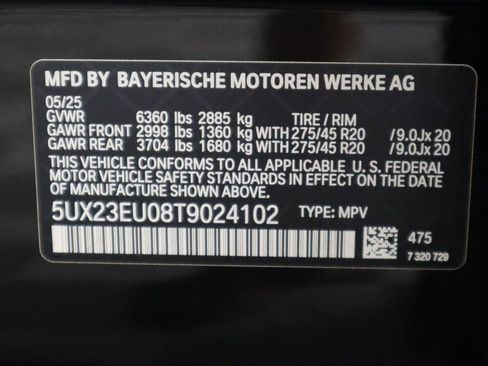 MFD BY BAYERISCHE MOTOREN WERKE AG
05/25
GVWR 6360 lbs 2885 kg TIRE / RIM
GAWR FRONT 2998 lbs 1360 kg WITH 275/45 R20 / 9.0Jx 20
GAWR REAR 3704 lbs 1680 kg WITH 275/45 R20 / 9.0Jx 20
THIS VEHICLE CONFORMS TO ALL APPLICABLE U. S. FEDERAL
MOTOR VEHICLE SAFETY STANDARDS IN EFFECT ON THE DATE OF
MANUFACTURE SHOWN ABOVE.
5UX23EU08T9024102 TYPE: MPV
475
7 320 729